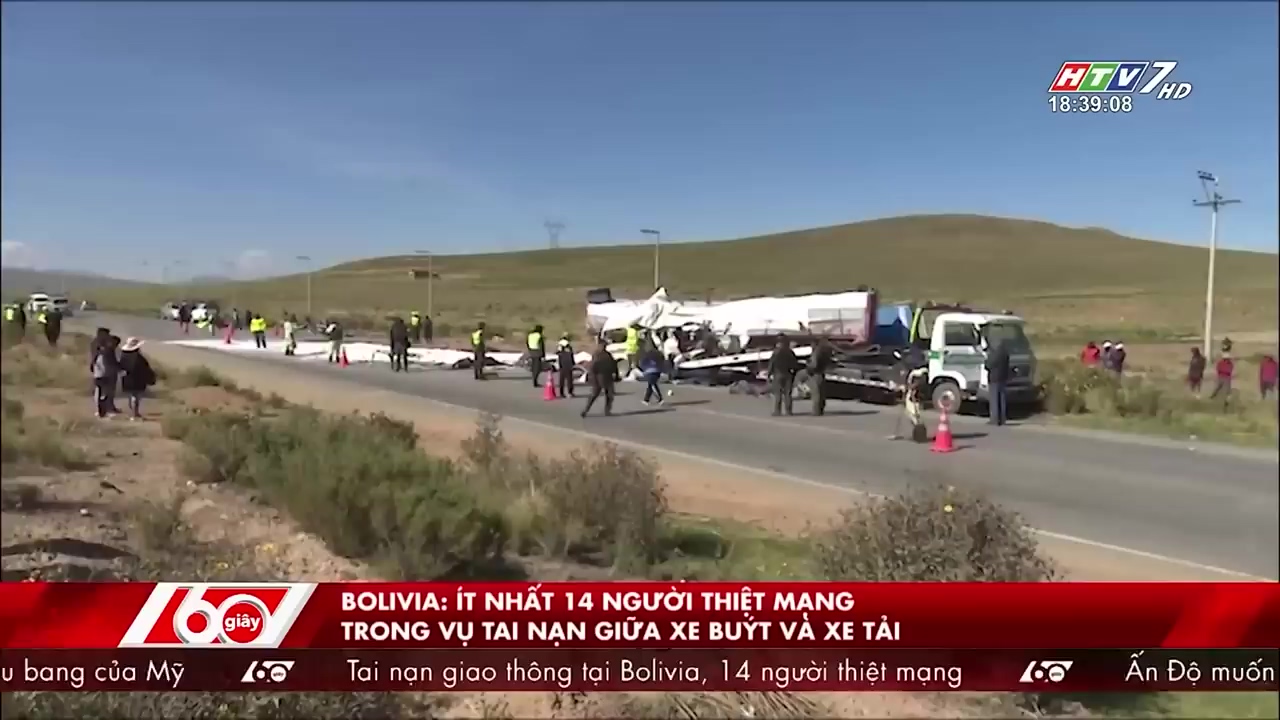 HTV7 HD
18:39:08
60 giây
BOLIVIA: ÍT NHẤT 14 NGƯỜI THIỆT MẠNG
TRONG VỤ TAI NẠN GIỮA XE BUÝT VÀ XE TẢI
u bang của Mỹ 60 Tai nạn giao thông tại Bolivia, 14 người thiệt mạng 60 Ấn Độ muốn